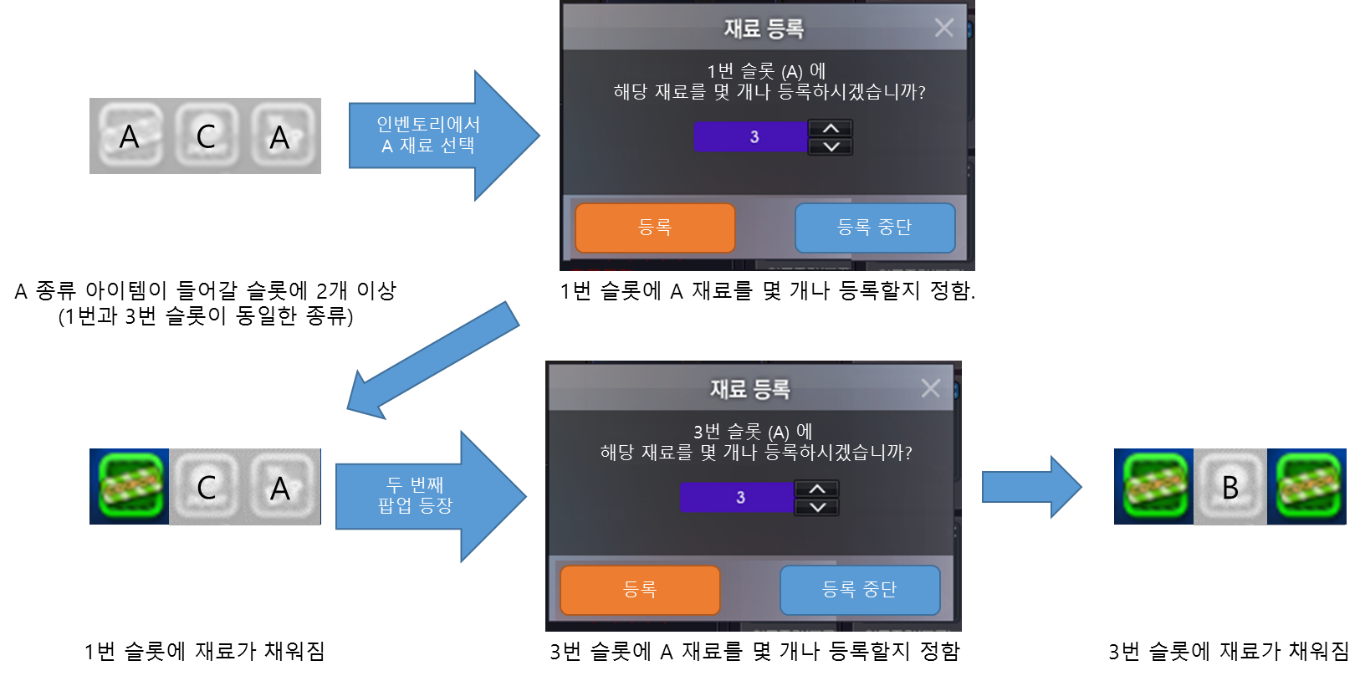 A C A
인벤토리에서
A 재료 선택
재료 등록
1번 슬롯 (A) 에
해당 재료를 몇 개나 등록하시겠습니까?
3
등록
등록 중단
A 종류 아이템이 들어갈 슬롯에 2개 이상
(1번과 3번 슬롯이 동일한 종류)
1번 슬롯에 A 재료를 몇 개나 등록할지 정함.
C A
두 번째
팝업 등장
재료 등록
3번 슬롯 (A) 에
해당 재료를 몇 개나 등록하시겠습니까?
3
등록
등록 중단
B
1번 슬롯에 재료가 채워짐
3번 슬롯에 A 재료를 몇 개나 등록할지 정함
3번 슬롯에 재료가 채워짐